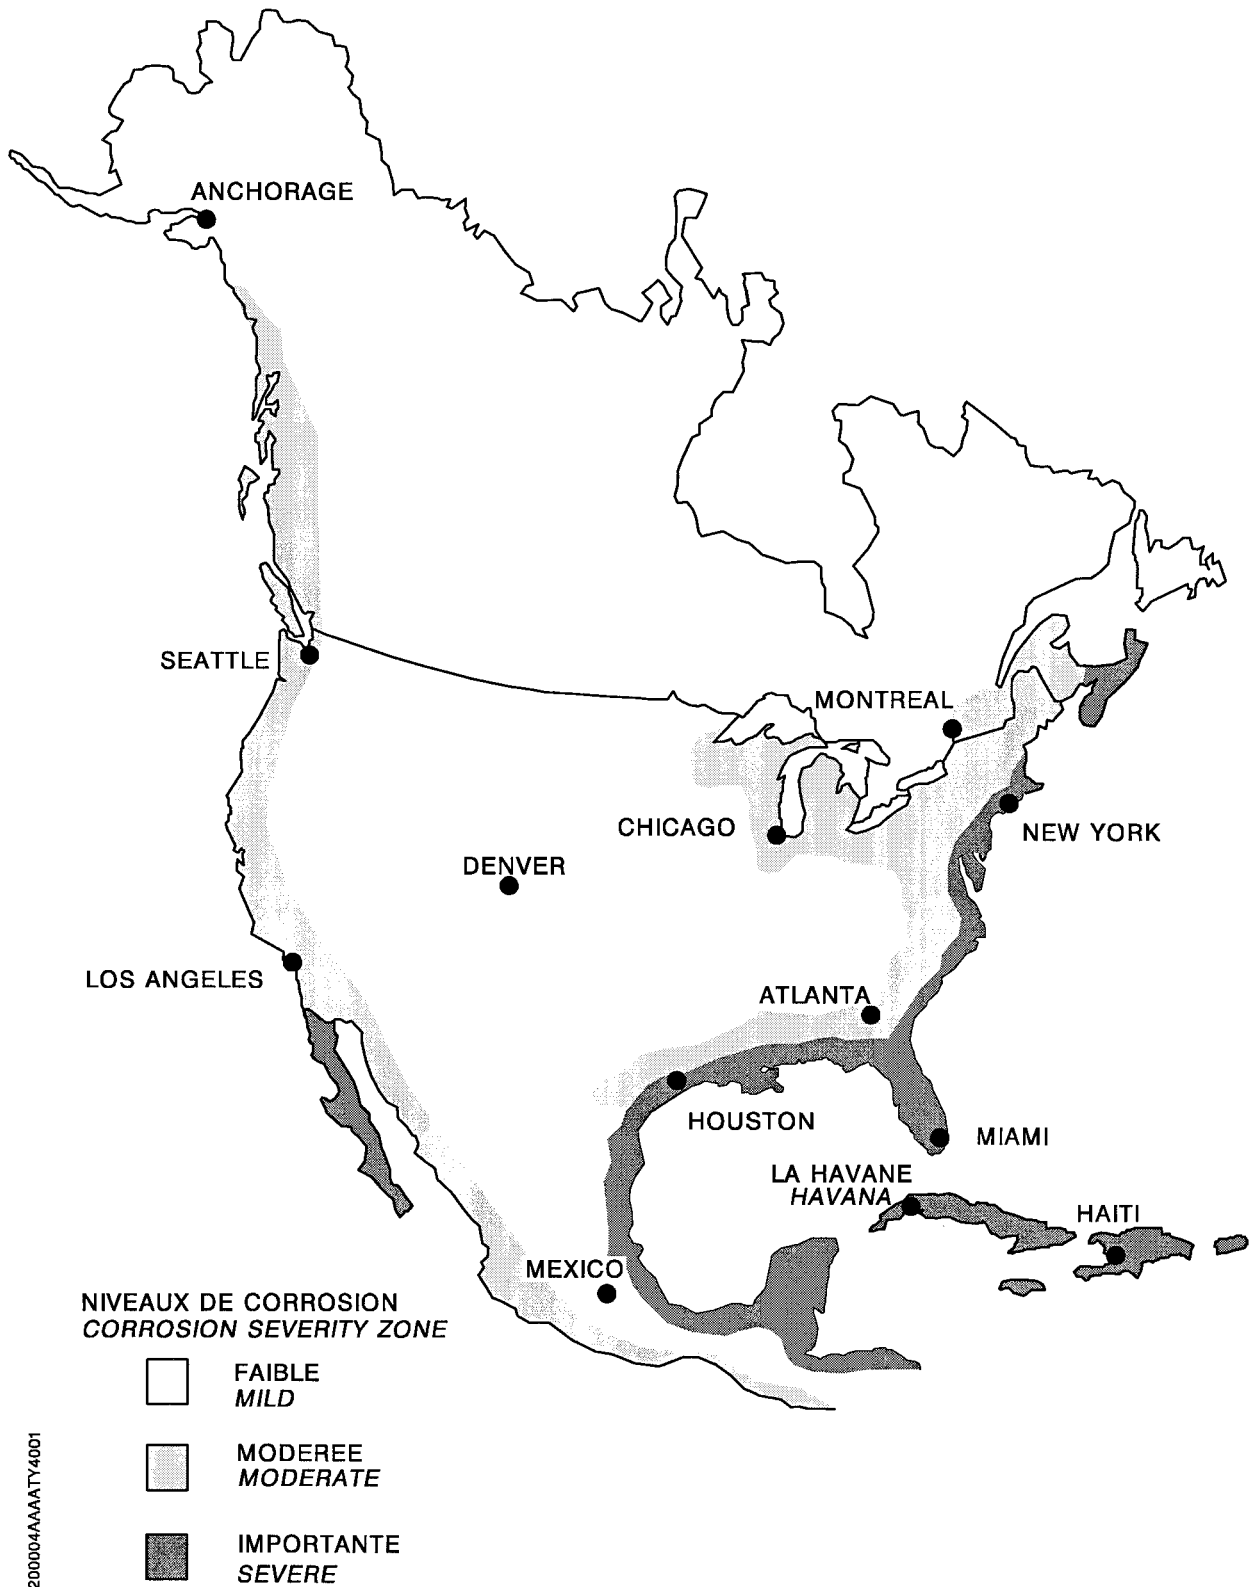 ANCHORAGE
SEATTLE
MONTREAL
CHICAGO
NEW YORK
DENVER
LOS ANGELES
ATLANTA
HOUSTON
MIAMI
LA HAVANE
HAVANA
HAITI
MEXICO
NIVEAUX DE CORROSION
CORROSION SEVERITY ZONE
FAIBLE
MILD
MODEREE
MODERATE
IMPORTANTE
SEVERE
200004AAAATY4001